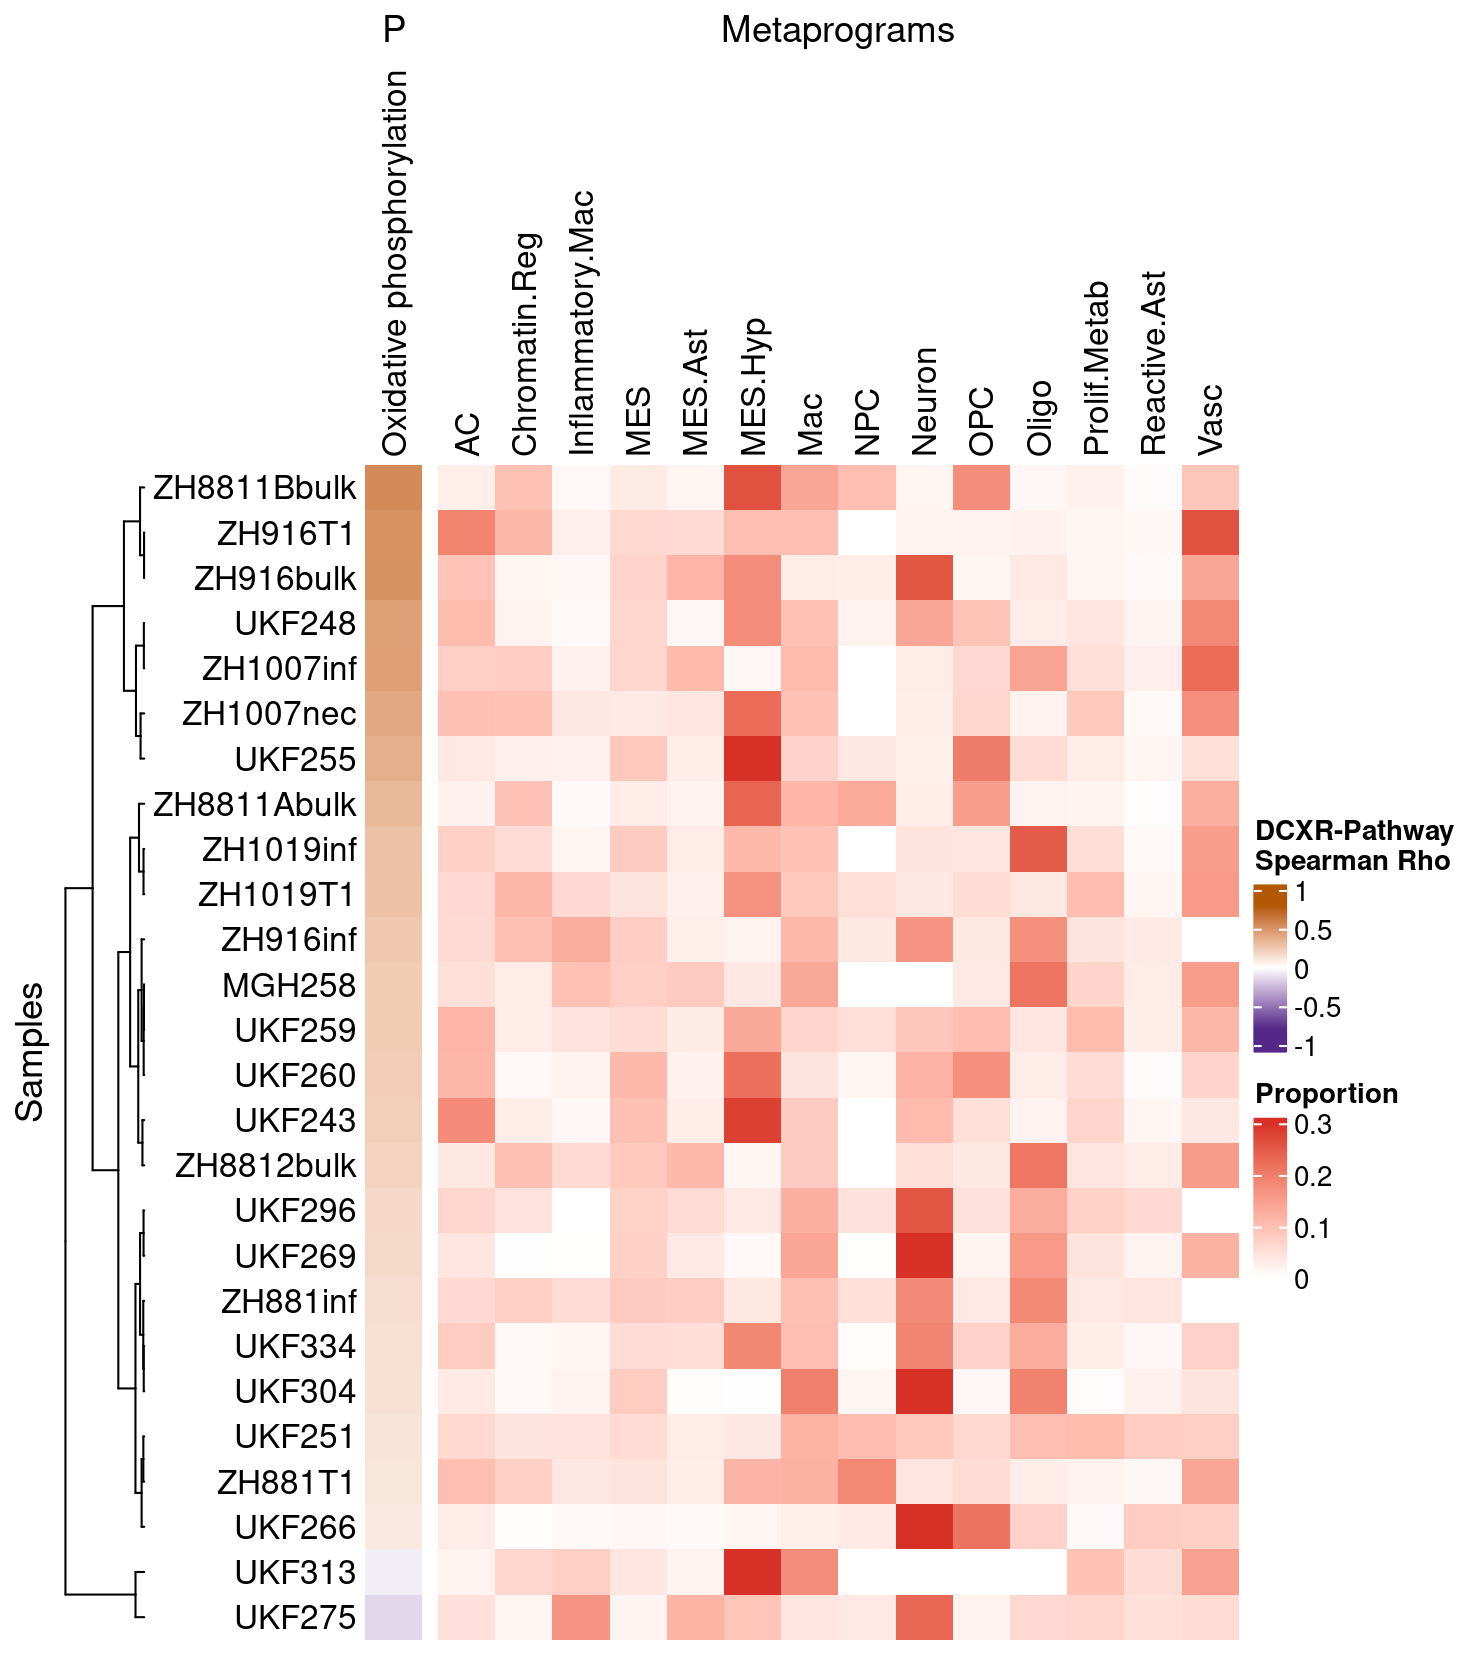 P
Metaprograms
Oxidative phosphorylation
AC
Chromatin.Reg
Inflammatory.Mac
MES
MES.Ast
MES.Hyp
Mac
NPC
Neuron
OPC
Oligo
Prolif.Metab
Reactive.Ast
Vasc
Samples
ZH8811Bbulk
ZH916T1
ZH916bulk
UKF248
ZH1007inf
ZH1007nec
UKF255
ZH8811Abulk
ZH1019inf
ZH1019T1
ZH916inf
MGH258
UKF259
UKF260
UKF243
ZH8812bulk
UKF296
UKF269
ZH881inf
UKF334
UKF304
UKF251
ZH881T1
UKF266
UKF313
UKF275
DCXR-Pathway
Spearman Rho
1
0.5
0
-0.5
-1
Proportion
0.3
0.2
0.1
0